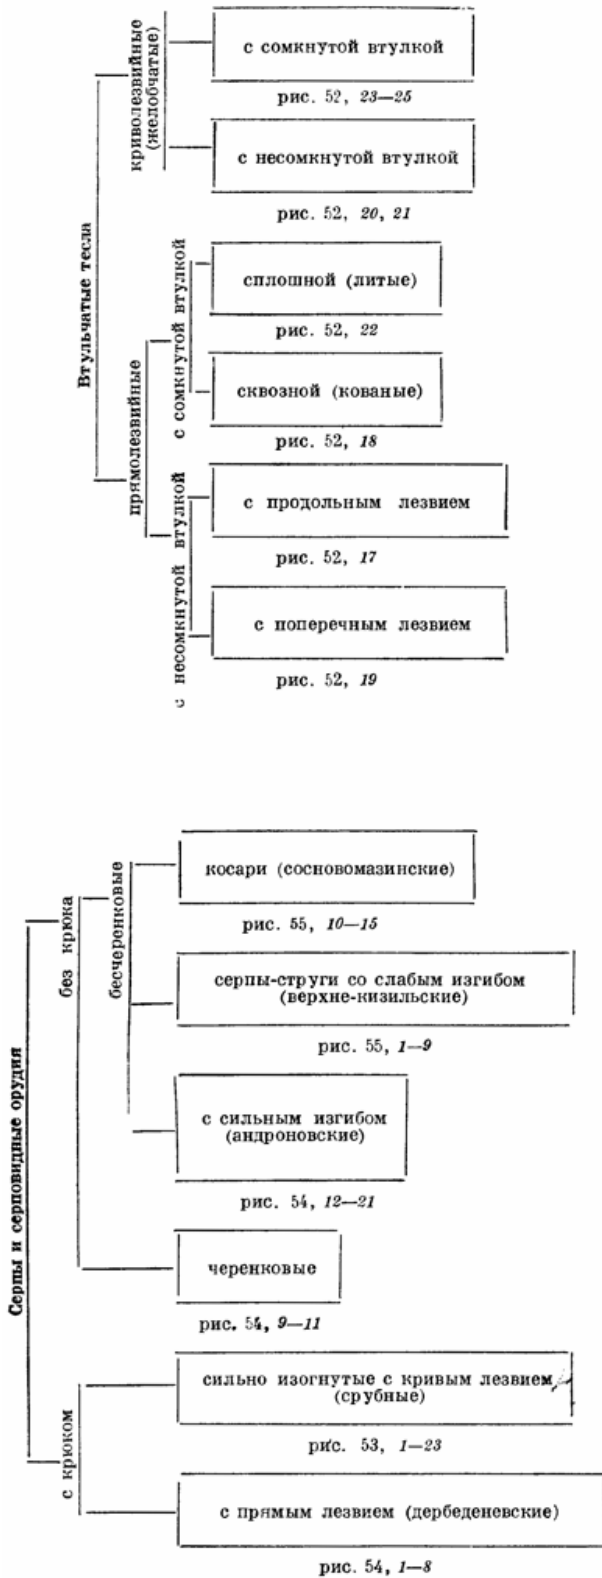 Втульчатые тесла
криволезвийные
(желобчатые)
с сомкнутой втулкой
рис. 52, 23—25
с несомкнутой втулкой
рис. 52, 20, 21
прямолезвийные
с сомкнутой втулкой
сплошной (литые)
рис. 52, 22
сквозной (кованые)
рис. 52, 18
с несомкнутой втулкой
с продольным лезвием
рис. 52, 17
с поперечным лезвием
рис. 52, 19
Серпы и серповидные орудия
без крюка
бесчеренковые
косари (сосновомазинские)
рис. 55, 10—15
серпы-струги со слабым изгибом
(верхне-кизильские)
рис. 55, 1—9
с сильным изгибом
(андроновские)
рис. 54, 12—21
черенковые
рис. 54, 9—11
с крюком
сильно изогнутые с кривым лезвием
(срубные)
рис. 53, 1—23
с прямым лезвием (дербеденевские)
рис. 54, 1—8